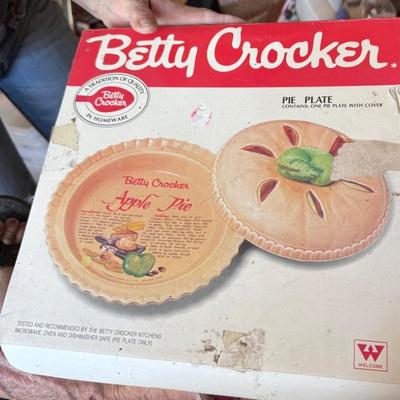 Betty Crocker*
A TRADITION OF QUALITY
Betty
Crocker
IN HOMEWARE
PIE PLATE
CONTAINS: ONE PIE PLATE WITH COVER
Betty Crocker
Apple Pie
TESTED AND RECOMMENDED BY THE BETTY CROCKER KITCHENS
MICROWAVE, OVEN AND DISHWASHER SAFE (PIE PLATE ONLY)
WELCOME